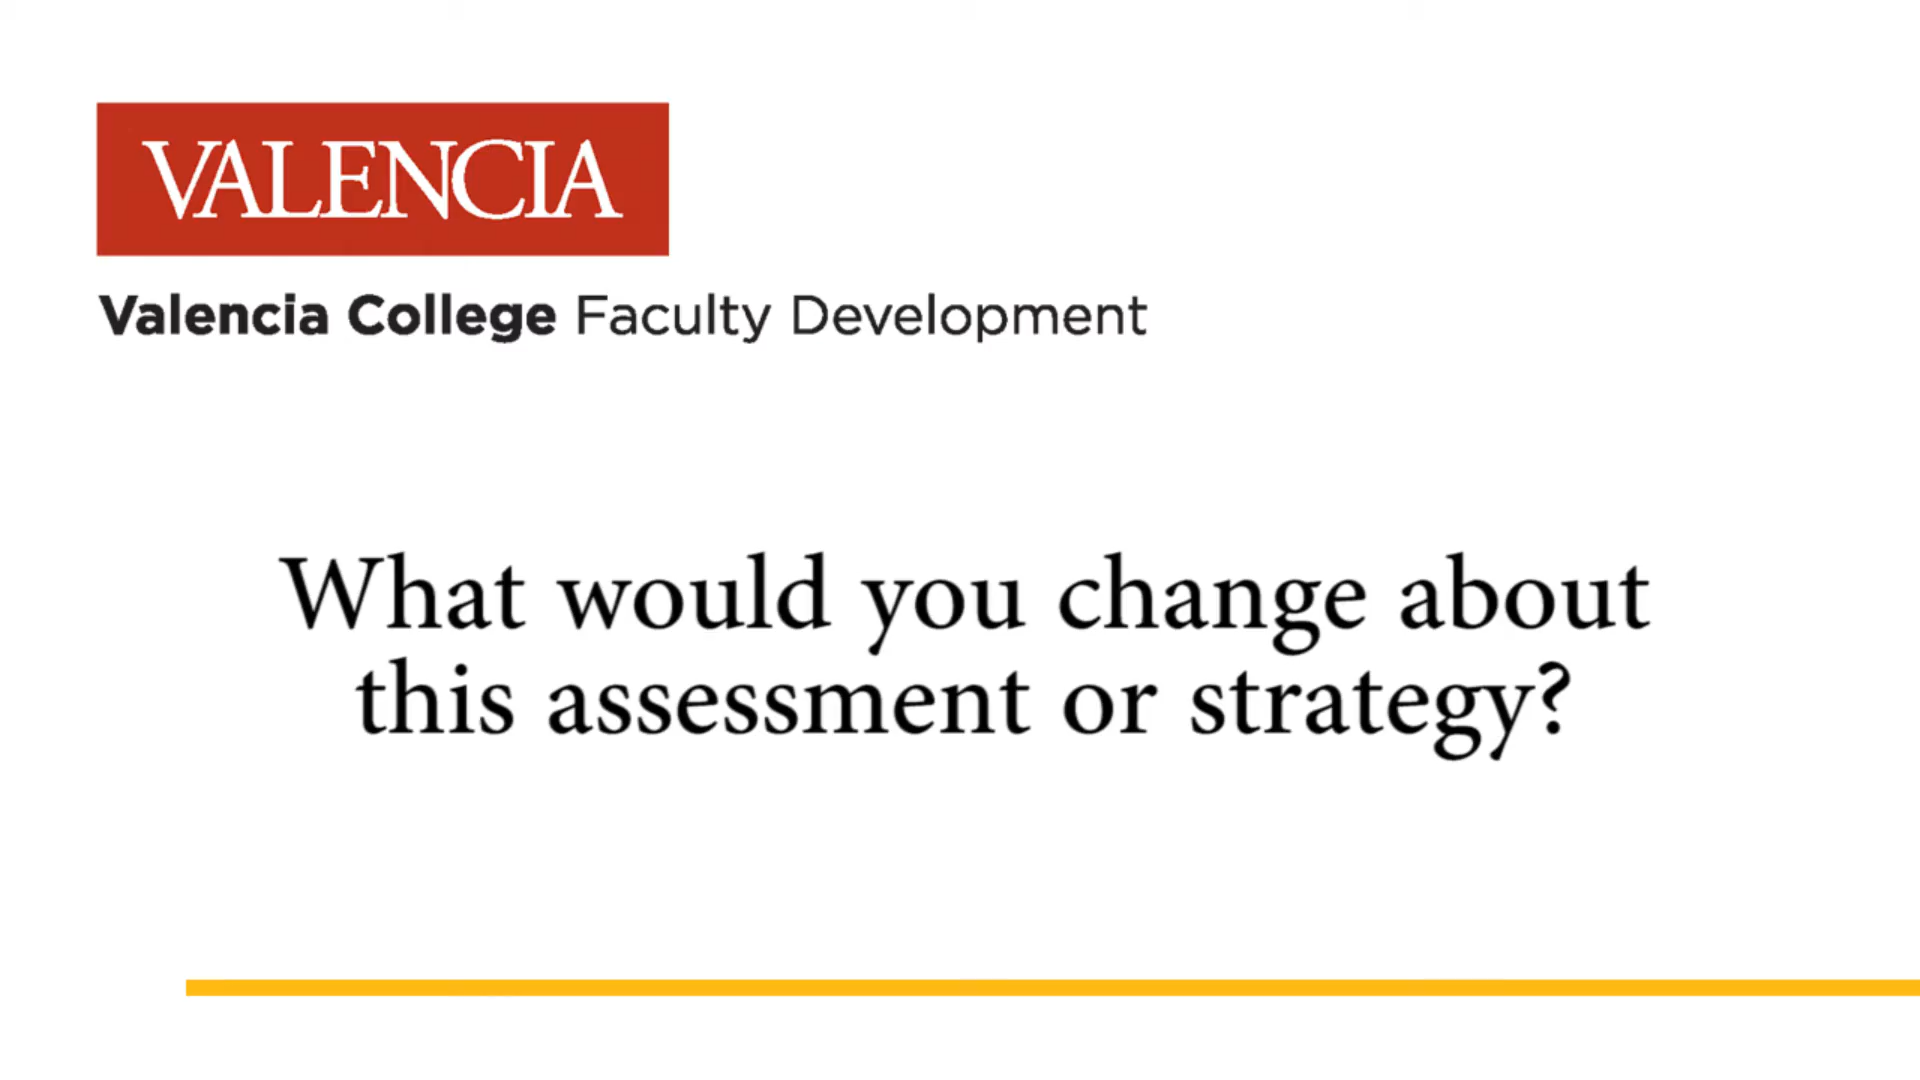 VALENCIA
Valencia College Faculty Development
What would you change about
this assessment or strategy?